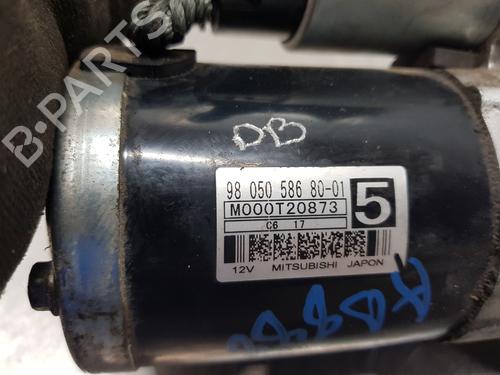 B-PARTS
DB
98 050 586 80-01
M000T20873
5
C6 17
12V MITSUBISHI JAPON